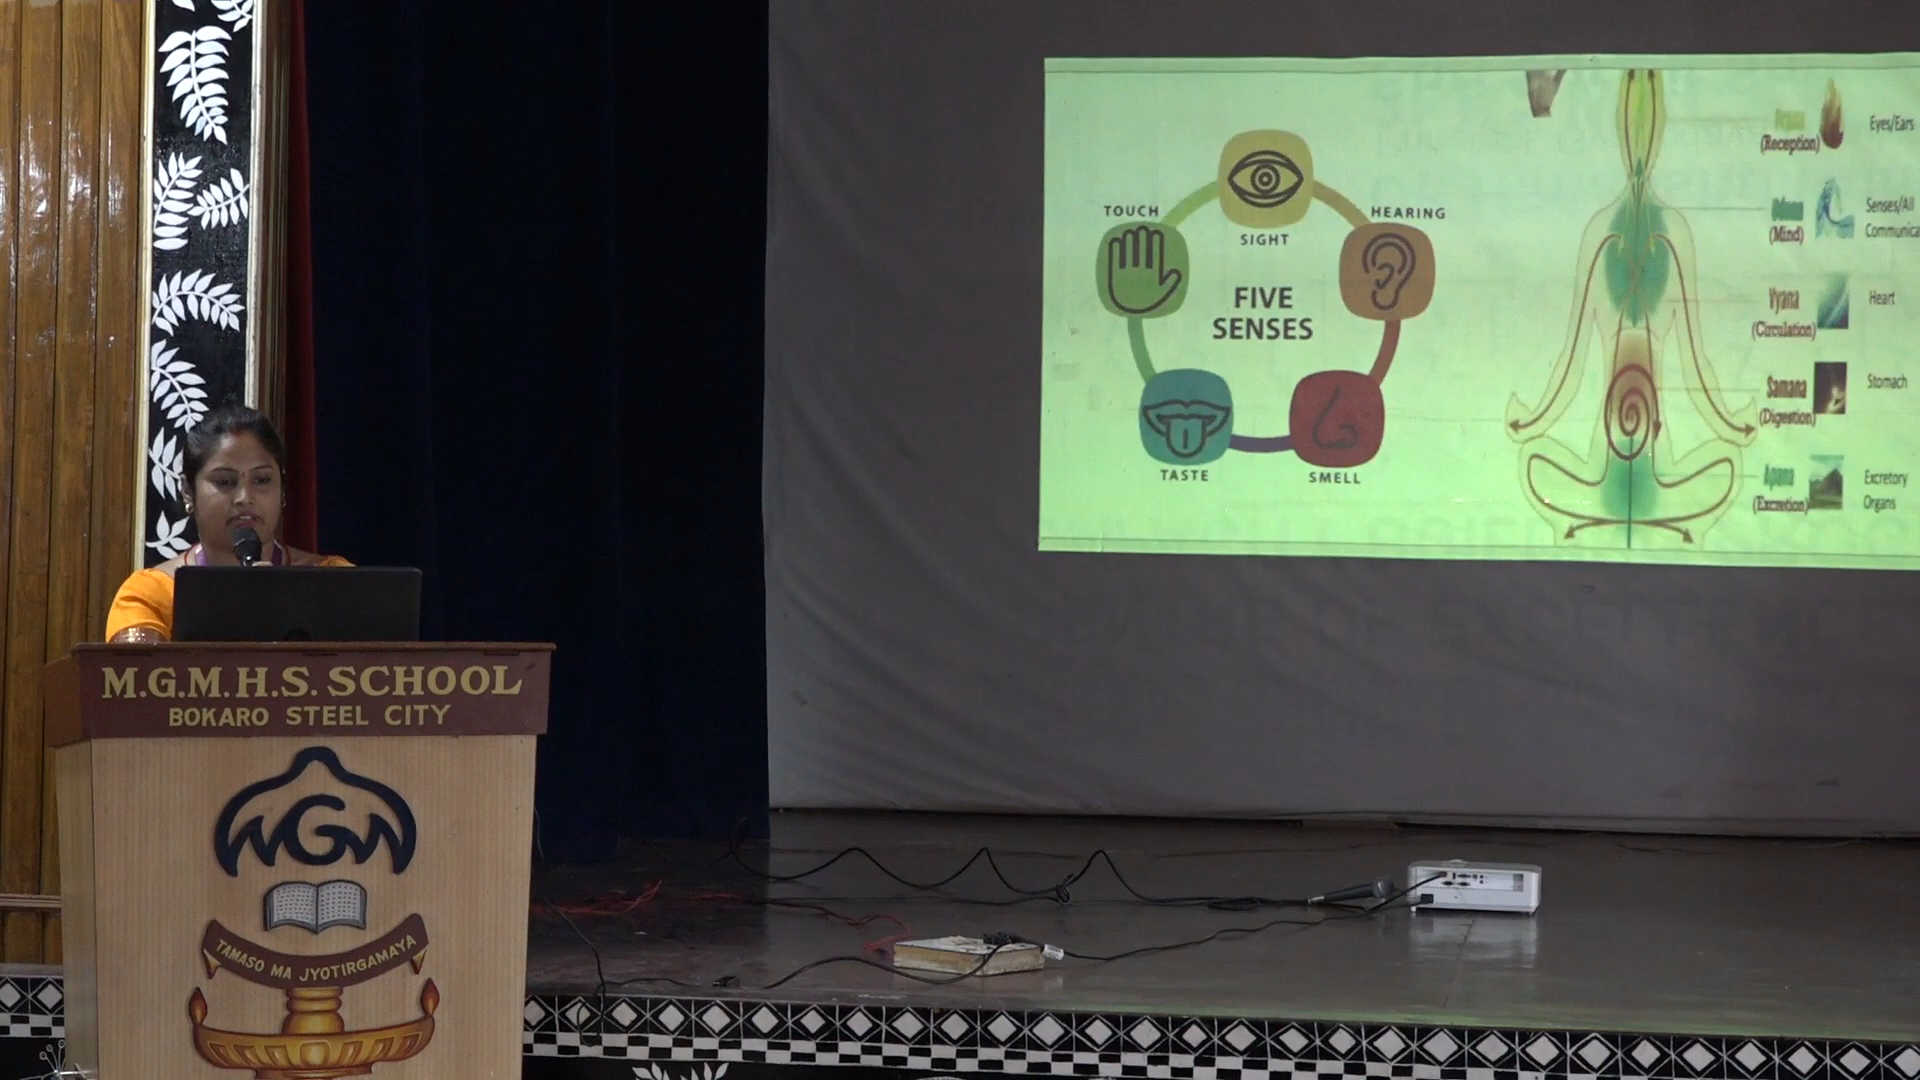 M.G.M.H.S. SCHOOL
BOKARO STEEL CITY
MGM
TAMASO MA JYOTIRGAMAYA
TOUCH
SIGHT
HEARING
FIVE
SENSES
TASTE
SMELL
(Reception)
Eyes/Ears
Udana
(Mind)
Senses/All
Vyana
(Circulation)
Heart
Samana
(Digestion)
Stomach
Apana
(Excretion)
Excretory
Organs